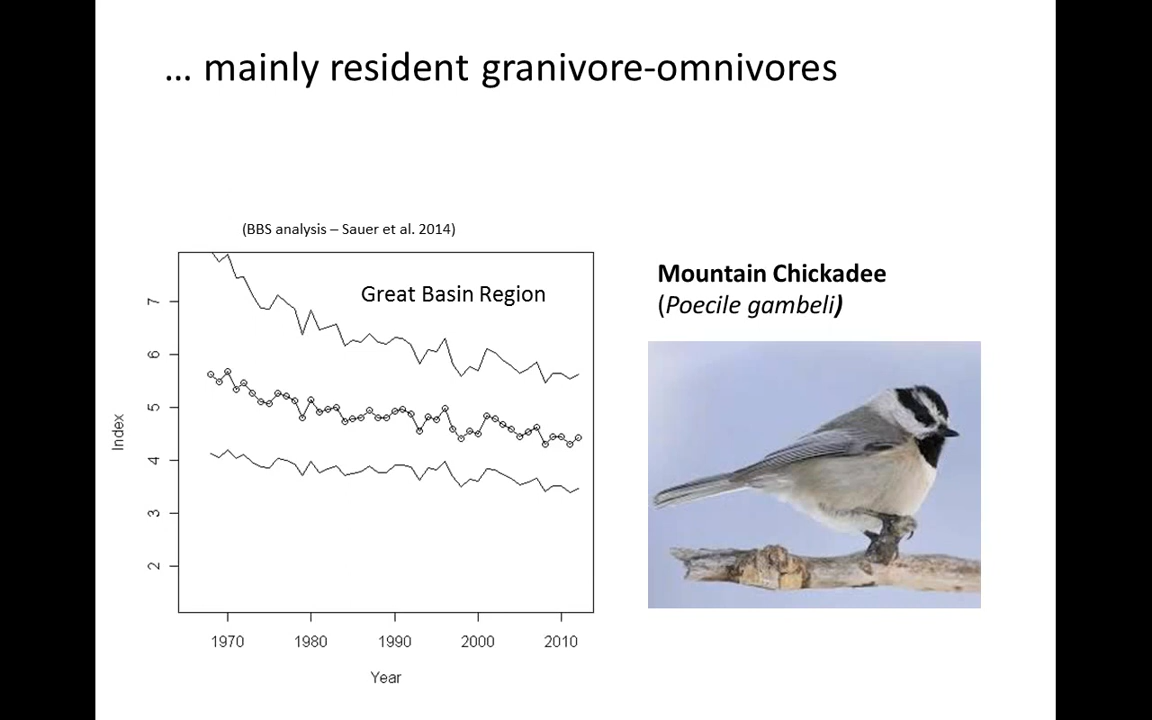 ... mainly resident granivore-omnivores
(BBS analysis – Sauer et al. 2014)
Great Basin Region
Mountain Chickadee
(Poecile gambeli)
7
6
5
4
3
2
Index
1970 1980 1990 2000 2010
Year